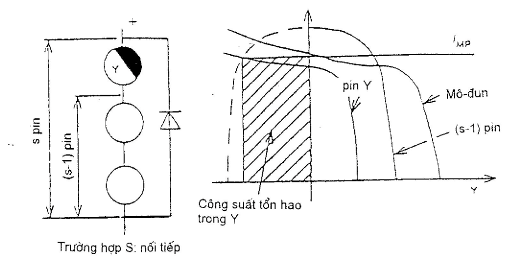 +
Y
s pin
(s-1) pin
Trường hợp S: nối tiếp
I_MP
pin Y
Mô-đun
(s-1) pin
Công suất tổn hao
trong Y
Y